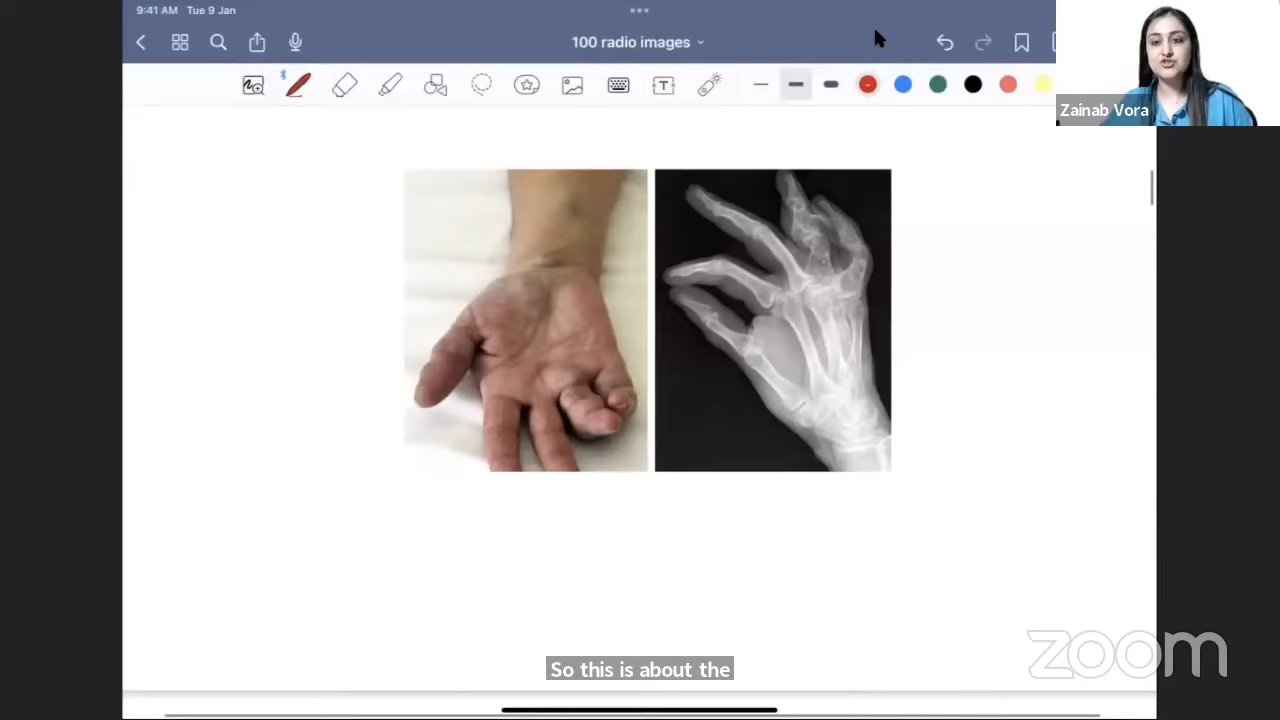 9:41 AM Tue 9 Jan
100 radio images
T
Zainab Vora
So this is about the
zoom